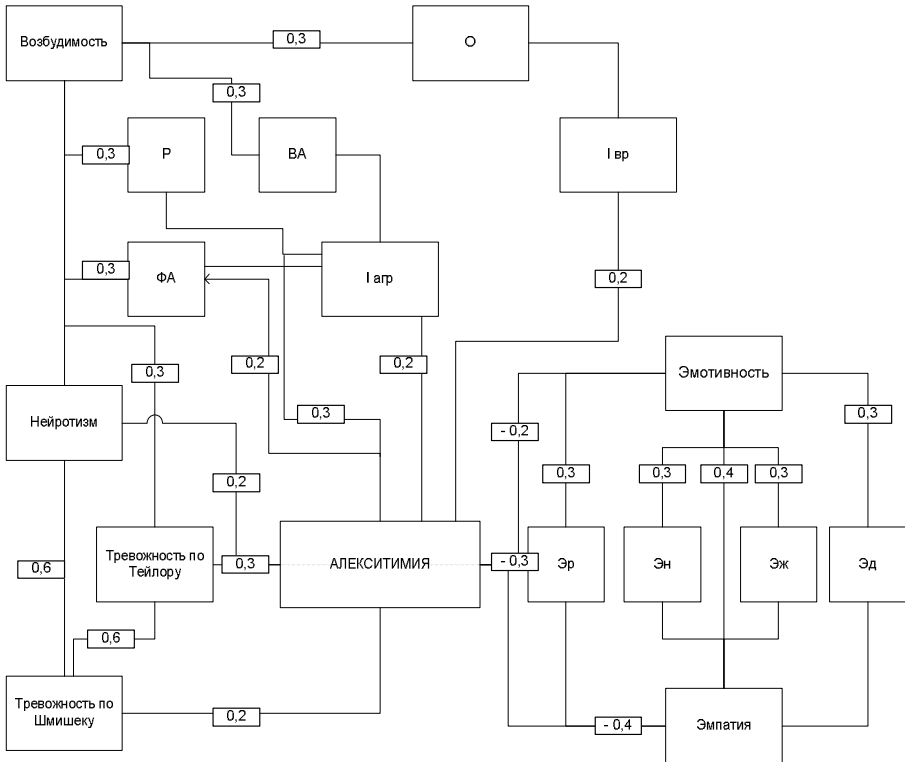 Возбудимость
0,3
О
0,3
0,3
Р
ВА
I вр
0,3
ФА
I агр
0,2
0,2
0,2
0,3
Эмотивность
0,3
- 0,2
0,3
Нейротизм
0,2
0,3
0,3
0,4
0,3
Тревожность по
Тейлору
0,3
АЛЕКСИТИМИЯ
- 0,3
Эр
Эн
Эж
Эд
0,6
0,6
Тревожность по
Шмишеку
0,2
- 0,4
Эмпатия